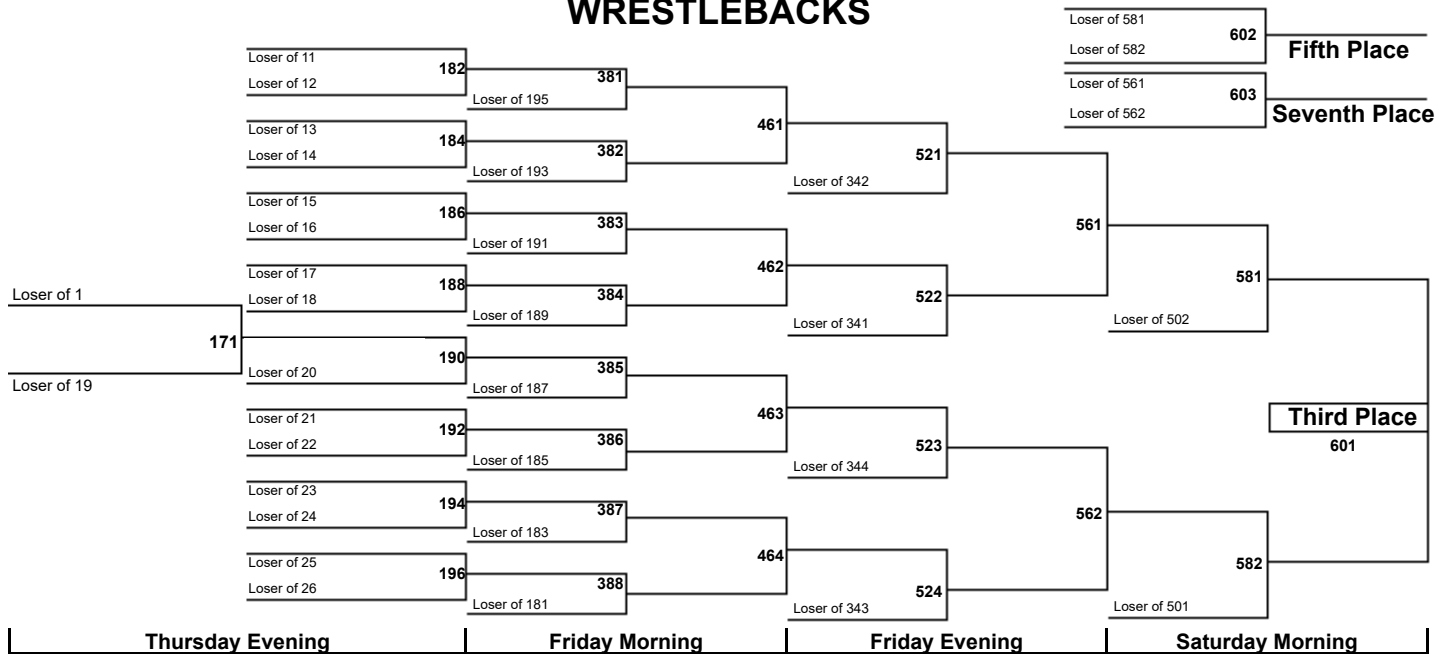 WRESTLEBACKS
Loser of 581
602
Loser of 582
Fifth Place
Loser of 561
603
Loser of 562
Seventh Place
Loser of 1
171
Loser of 19
Loser of 11
182
Loser of 12
Loser of 13
184
Loser of 14
Loser of 15
186
Loser of 16
Loser of 17
188
Loser of 18
190
Loser of 20
Loser of 21
192
Loser of 22
Loser of 23
194
Loser of 24
Loser of 25
196
Loser of 26
381
Loser of 195
382
Loser of 193
383
Loser of 191
384
Loser of 189
385
Loser of 187
386
Loser of 185
387
Loser of 183
388
Loser of 181
461
462
463
464
521
Loser of 342
522
Loser of 341
523
Loser of 344
524
Loser of 343
561
562
581
Loser of 502
582
Loser of 501
Third Place
601
Thursday Evening
Friday Morning
Friday Evening
Saturday Morning